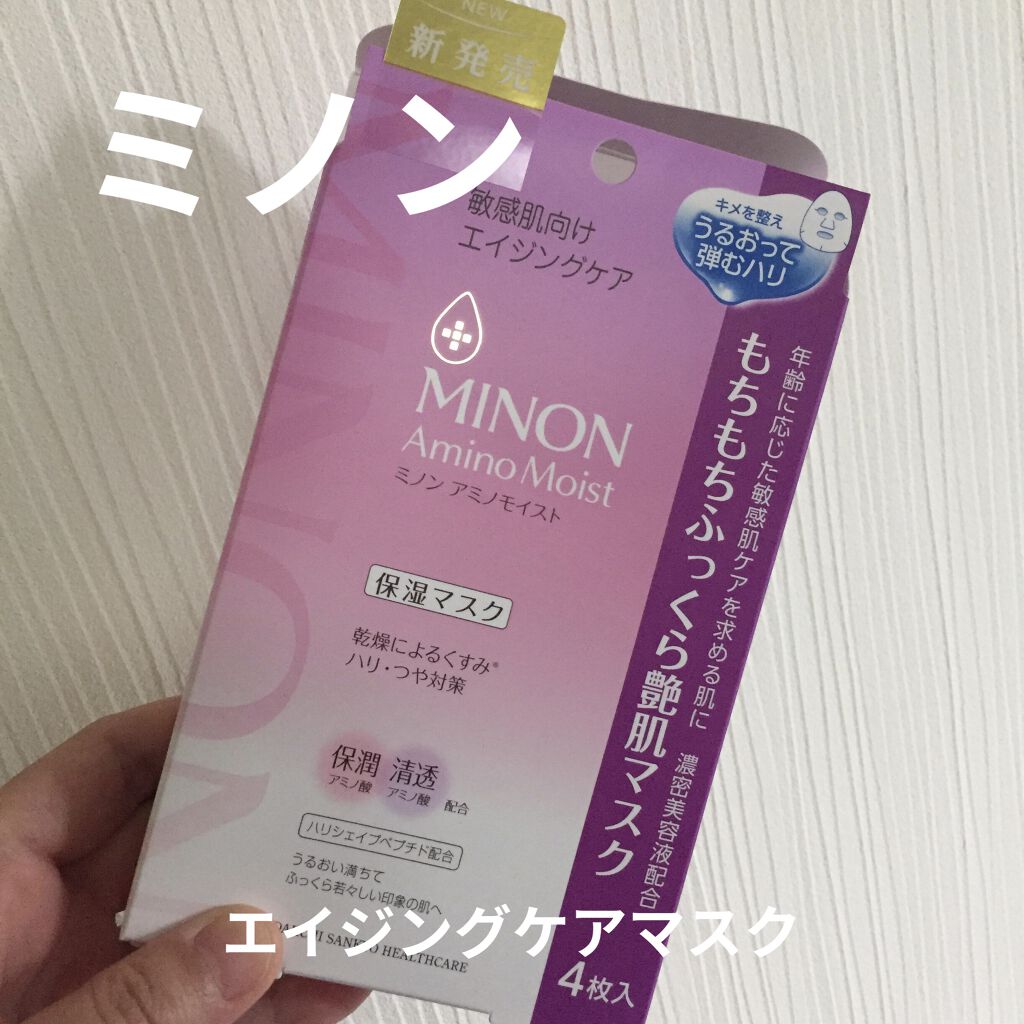 NEW
新発売
ミノン
敏感肌向け
エイジングケア
キメを整え
うるおって
弾むハリ
MINON
Amino Moist
ミノン アミノモイスト
保湿マスク
乾燥によるくすみ※
ハリ・つや対策
保潤 清透
アミノ酸 アミノ酸 配合
ハリシェイプペプチド配合
うるおい満ちて
ふっくら若々しい印象の肌へ
DAIICHI SANKYO HEALTHCARE
年齢に応じた敏感肌ケアを求める肌に 濃密美容液配合
もちもちふっくら艶肌マスク
4枚入
エイジングケアマスク
MINON